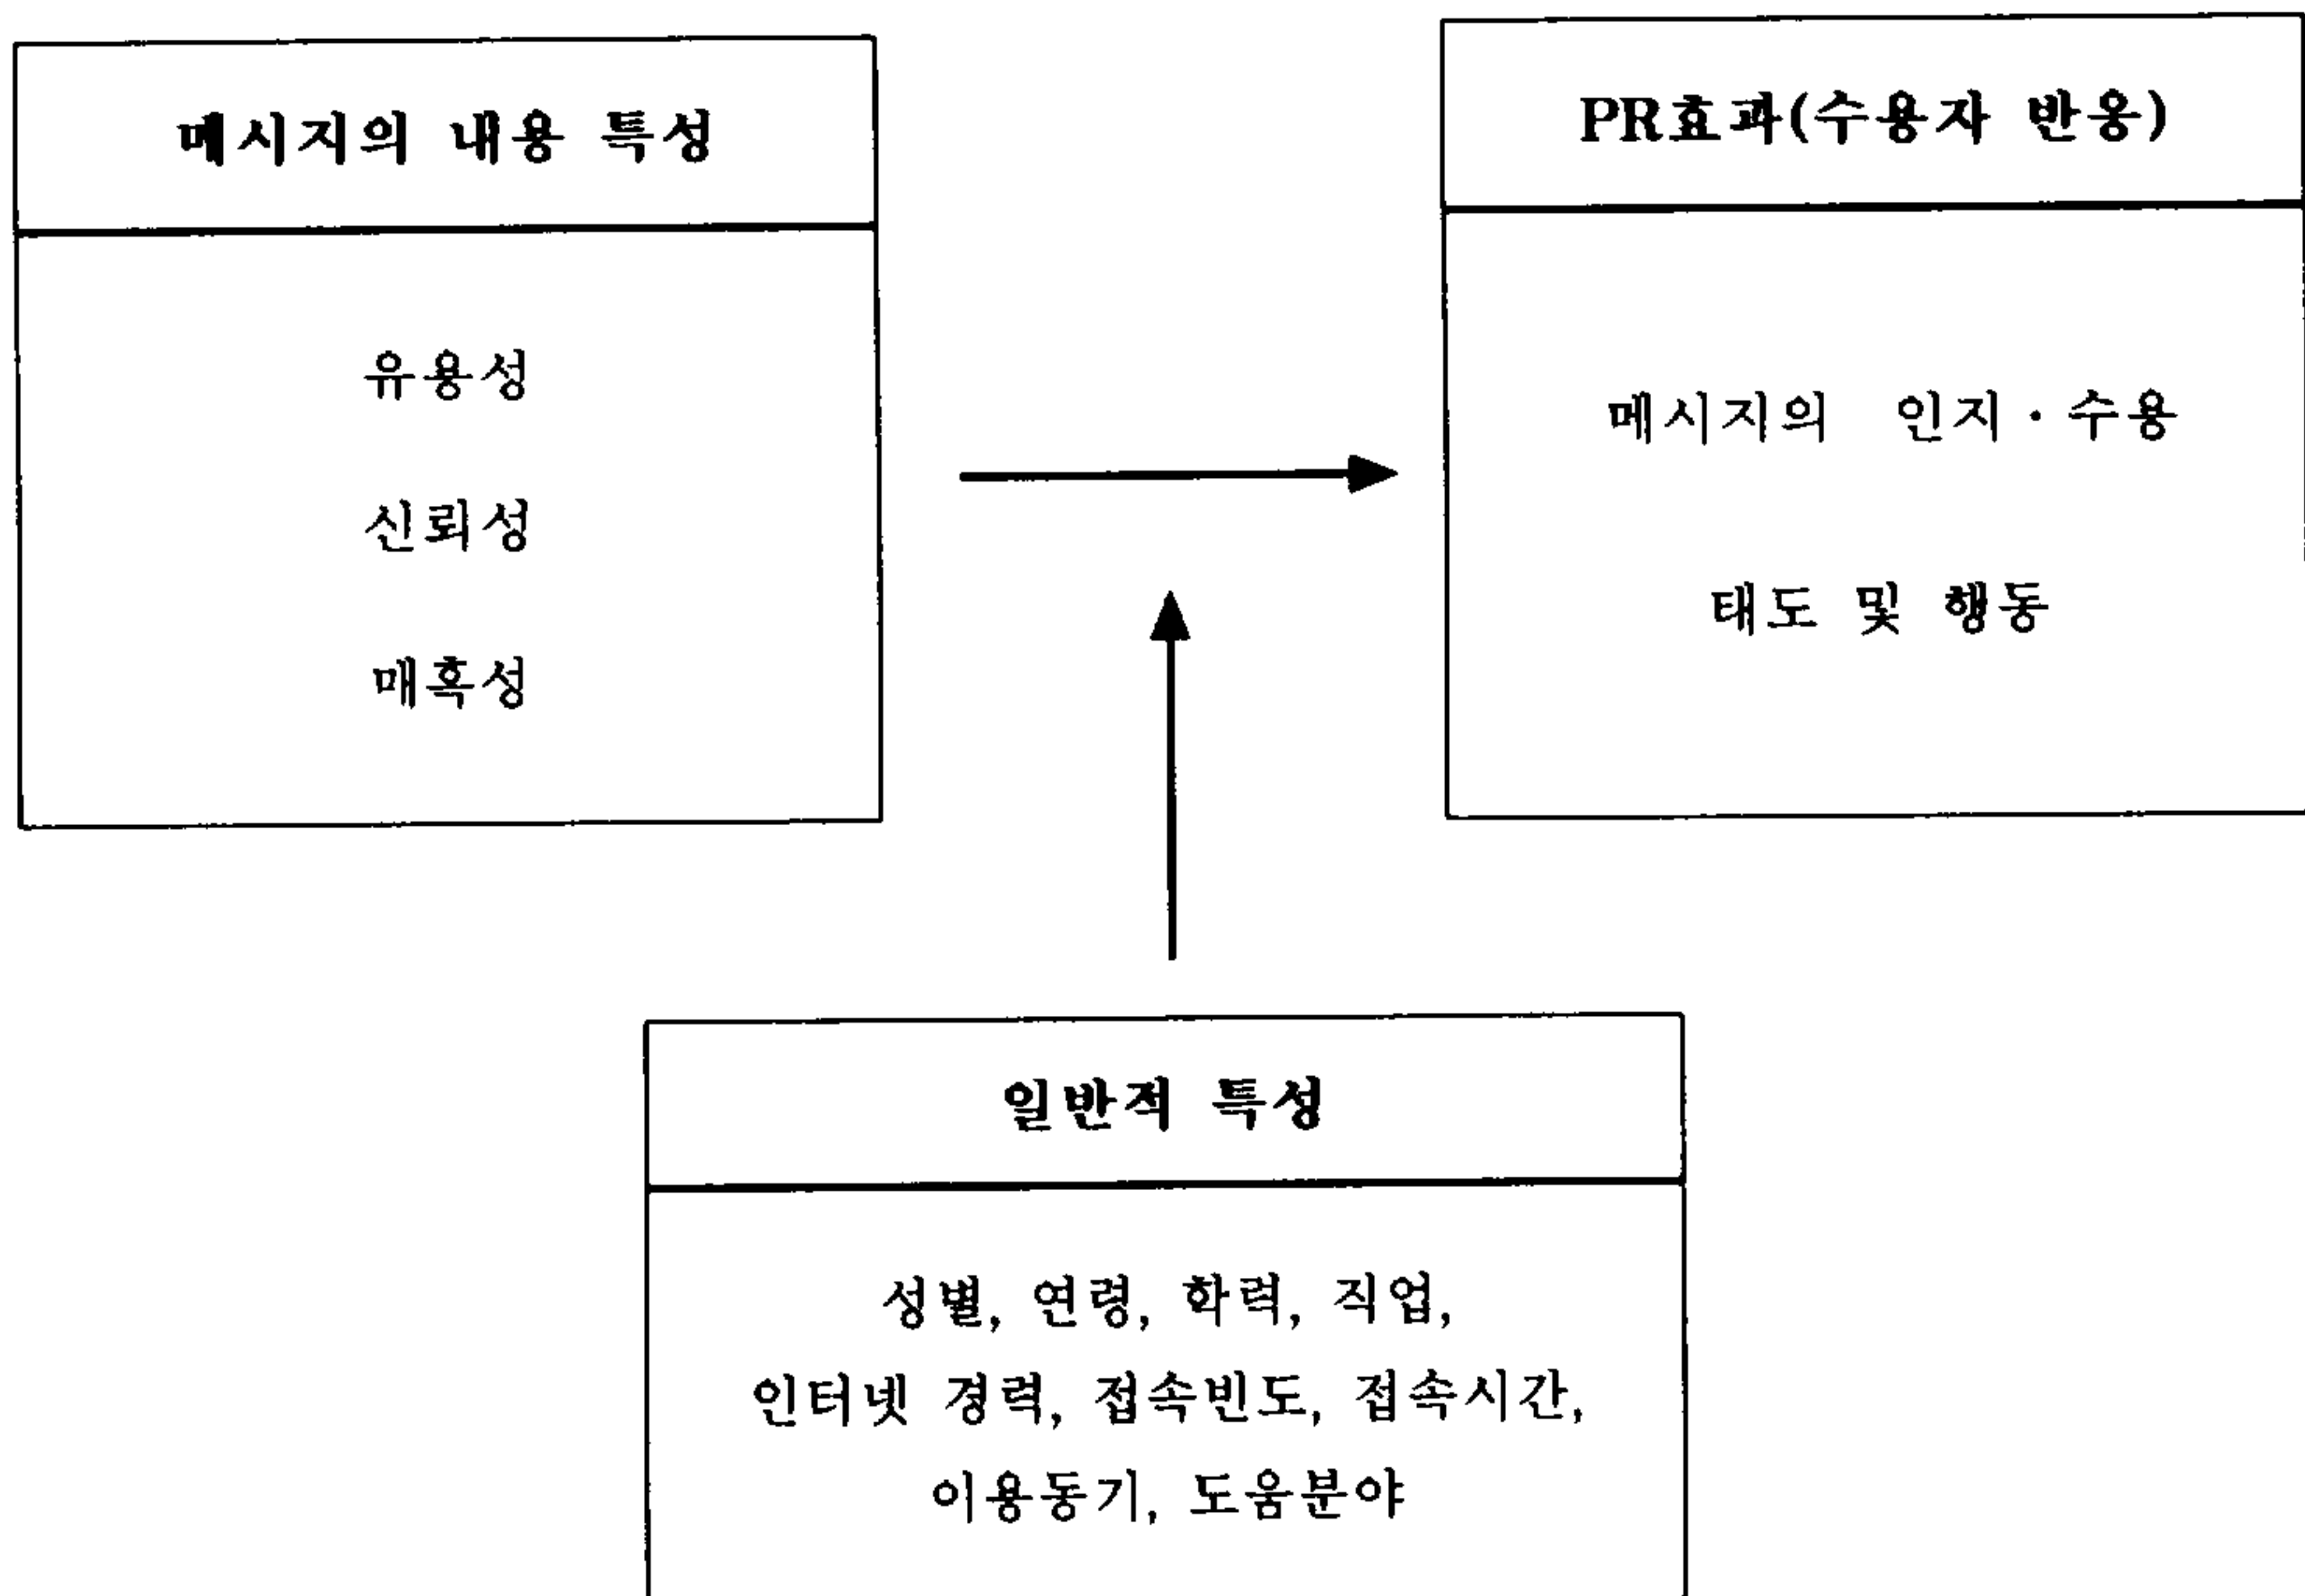 메시지의 내용 특성
유용성
신뢰성
매혹성
PR효과(수용자 반응)
메시지의 인지·수용
태도 및 행동
일반적 특성
성별, 연령, 학력, 직업,
인터넷 경력, 접속빈도, 접속시간,
이용동기, 도움분야